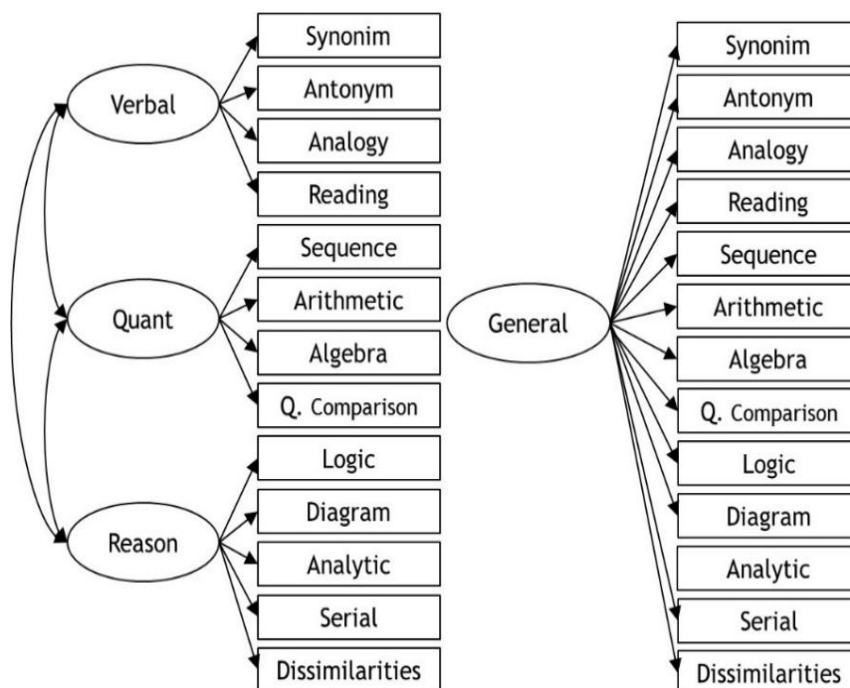 Verbal
Synonim
Antonym
Analogy
Reading
Quant
Sequence
Arithmetic
Algebra
Q. Comparison
Reason
Logic
Diagram
Analytic
Serial
Dissimilarities
General
Synonim
Antonym
Analogy
Reading
Sequence
Arithmetic
Algebra
Q. Comparison
Logic
Diagram
Analytic
Serial
Dissimilarities